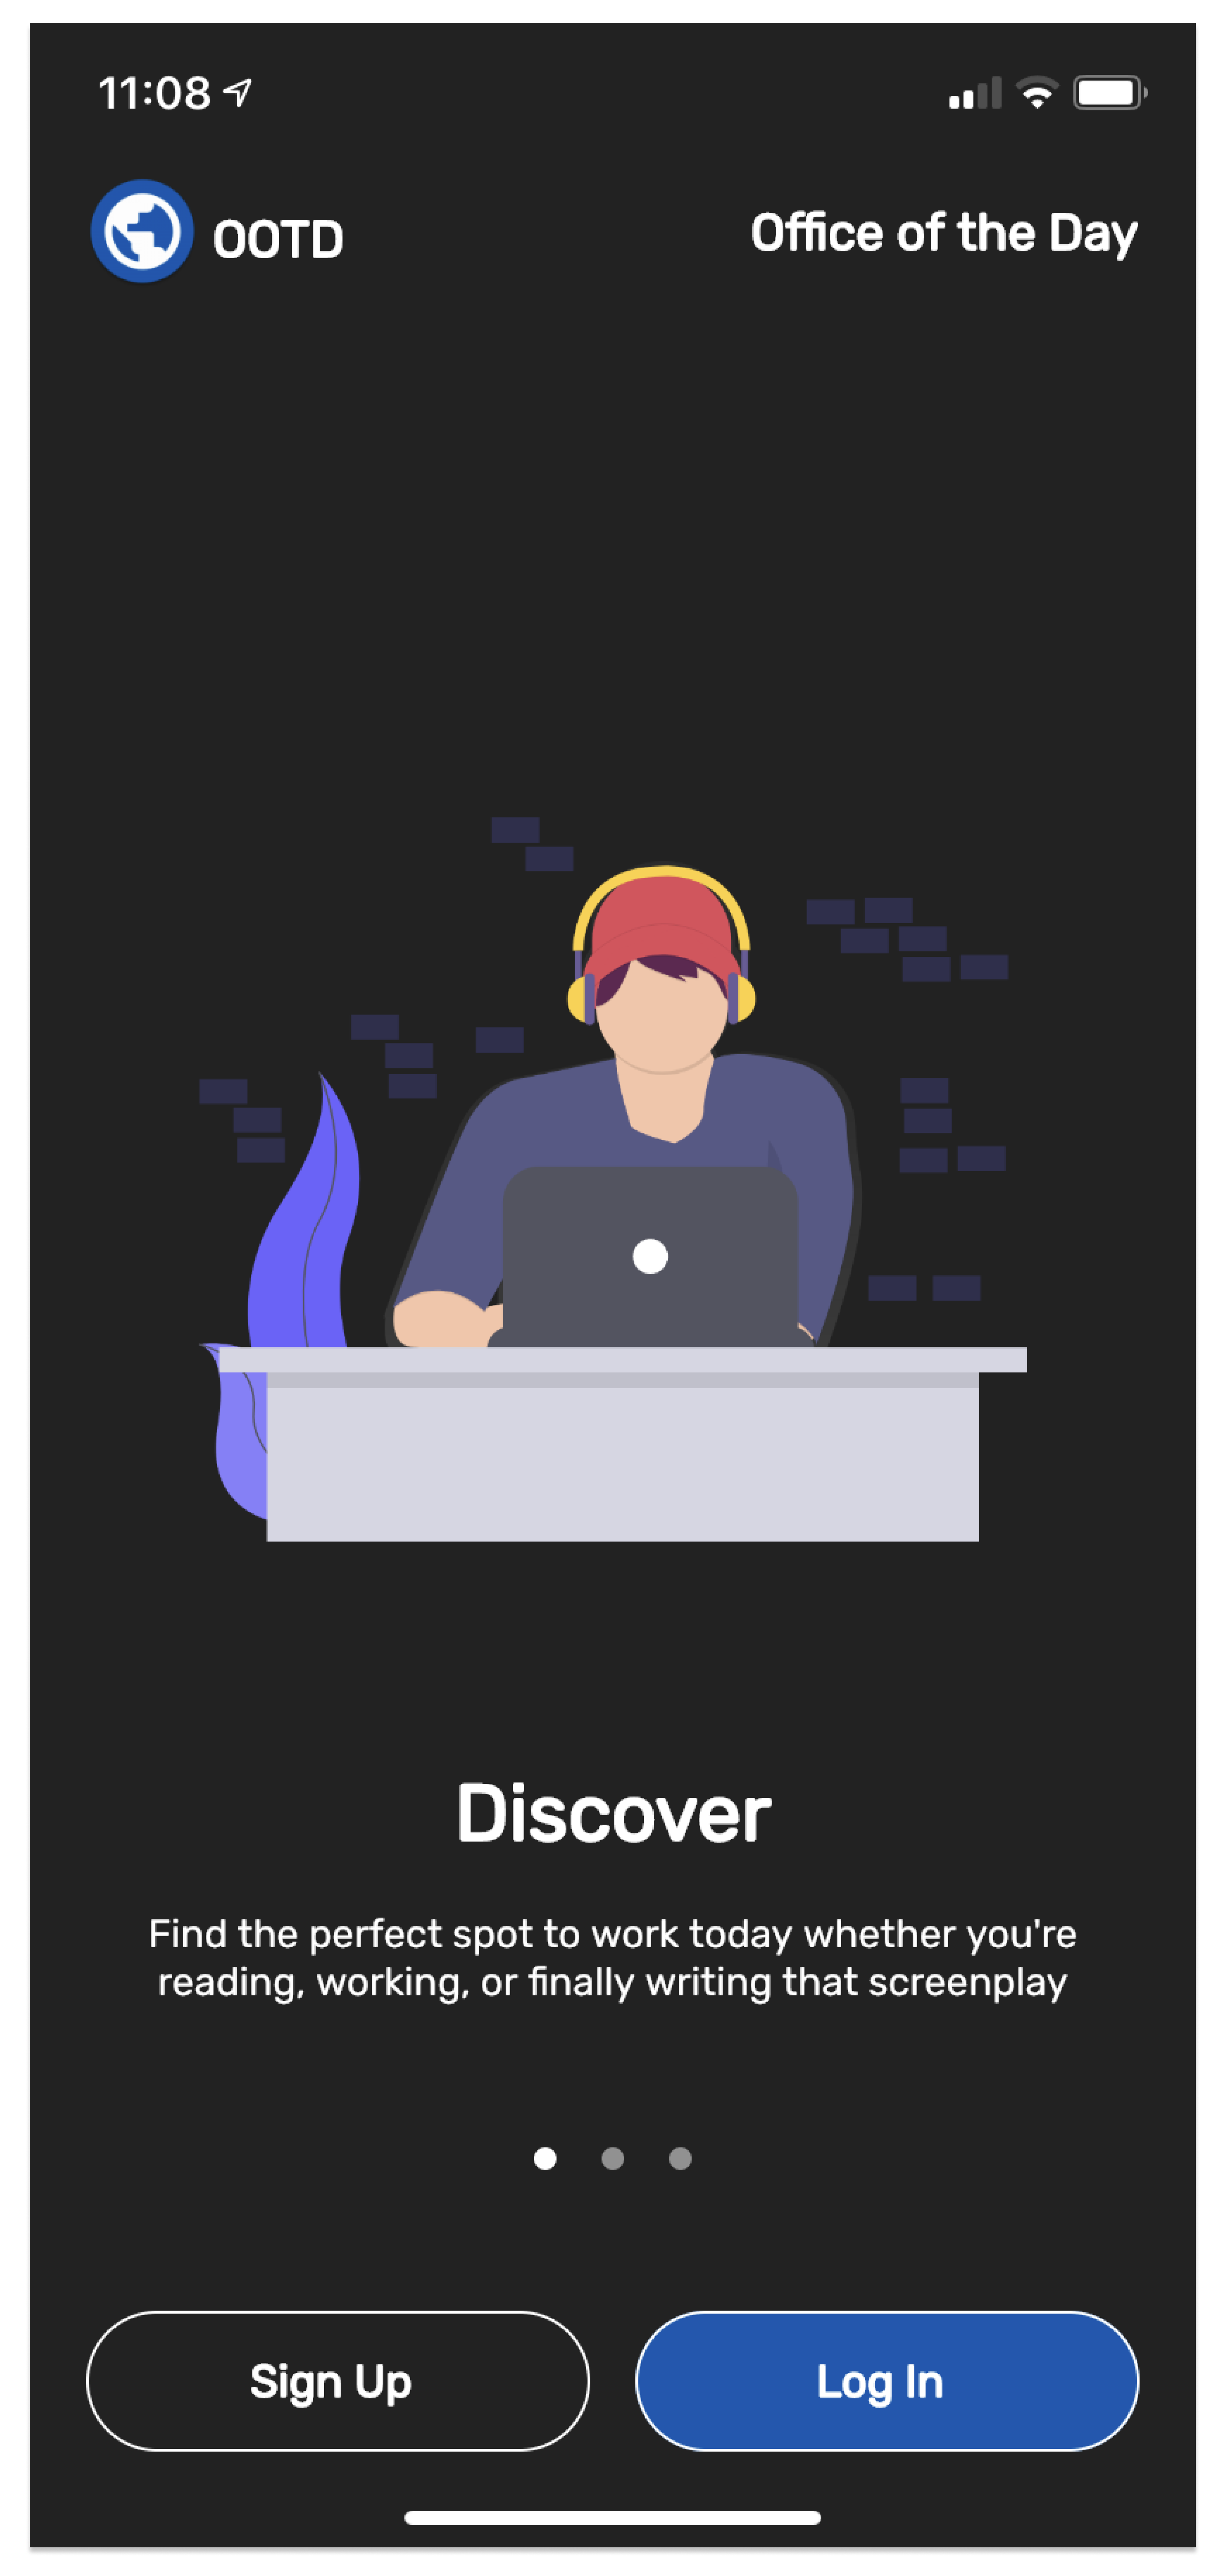 11:08
OOTD
Office of the Day
Discover
Find the perfect spot to work today whether you're
reading, working, or finally writing that screenplay
Sign Up
Log In